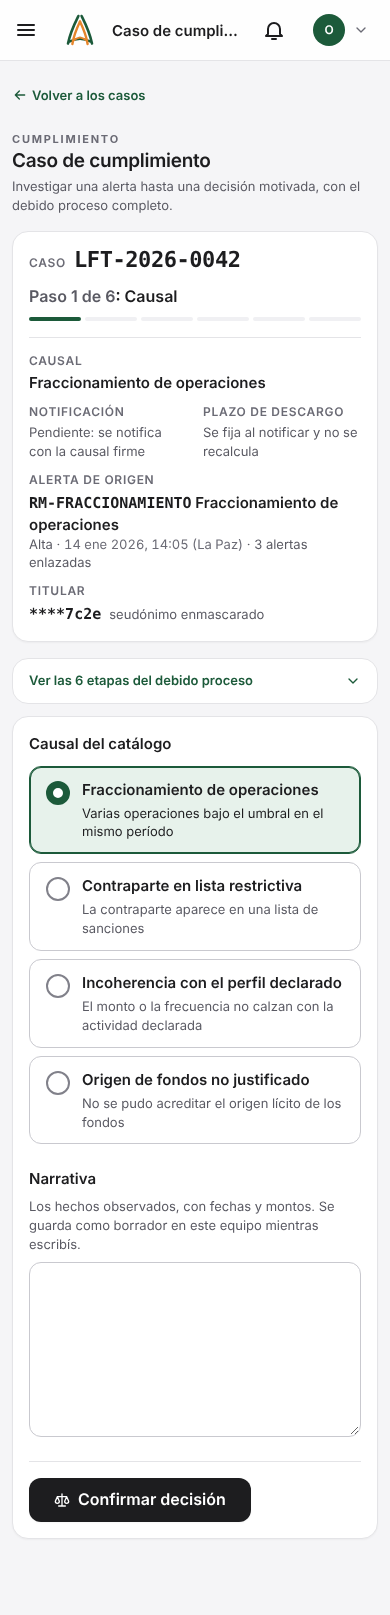 Caso de cumpli...
O
← Volver a los casos
CUMPLIMIENTO
Caso de cumplimiento
Investigar una alerta hasta una decisión motivada, con el
debido proceso completo.
CASO LFT-2026-0042
Paso 1 de 6: Causal
CAUSAL
Fraccionamiento de operaciones
NOTIFICACIÓN
Pendiente: se notifica
con la causal firme
PLAZO DE DESCARGO
Se fija al notificar y no se
recalcula
ALERTA DE ORIGEN
RM-FRACCIONAMIENTO Fraccionamiento de
operaciones
Alta · 14 ene 2026, 14:05 (La Paz) · 3 alertas
enlazadas
TITULAR
****7c2e seudónimo enmascarado
Ver las 6 etapas del debido proceso
Causal del catálogo
Fraccionamiento de operaciones
Varias operaciones bajo el umbral en el
mismo período
Contraparte en lista restrictiva
La contraparte aparece en una lista de
sanciones
Incoherencia con el perfil declarado
El monto o la frecuencia no calzan con la
actividad declarada
Origen de fondos no justificado
No se pudo acreditar el origen lícito de los
fondos
Narrativa
Los hechos observados, con fechas y montos. Se
guarda como borrador en este equipo mientras
escribís.
Confirmar decisión